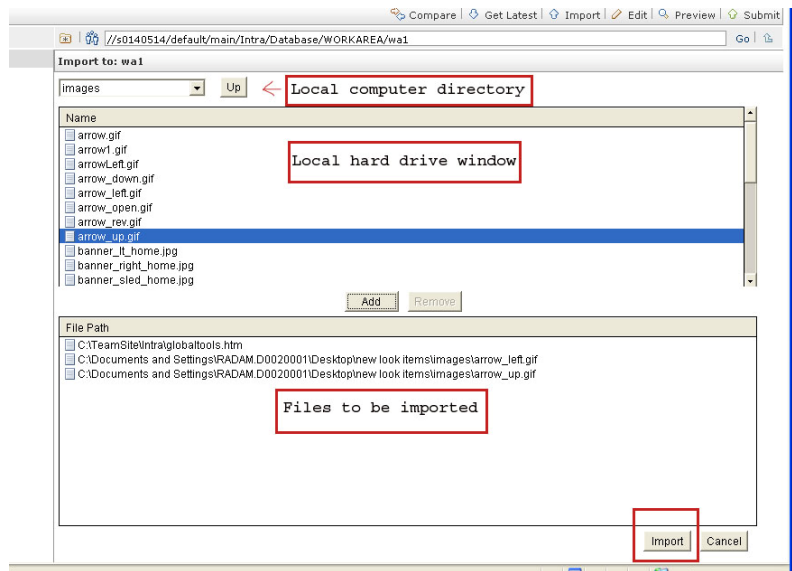 Compare Get Latest Import Edit Preview Submit
//s0140514/default/main/Intra/Database/WORKAREA/wa1 Go
Import to: wa1
images Up Local computer directory
Name
arrow.gif
arrow1.gif
Local hard drive window
arrowLeft.gif
arrow_down.gif
arrow_left.gif
arrow_open.gif
arrow_rev.gif
arrow_up.gif
banner_lt_home.jpg
banner_right_home.jpg
banner_sled_home.jpg
Add Remove
File Path
C:\TeamSite\Intra\globaltools.htm
C:\Documents and Settings\RADAM.D0020001\Desktop\new look items\images\arrow_left.gif
C:\Documents and Settings\RADAM.D0020001\Desktop\new look items\images\arrow_up.gif
Files to be imported
Import Cancel